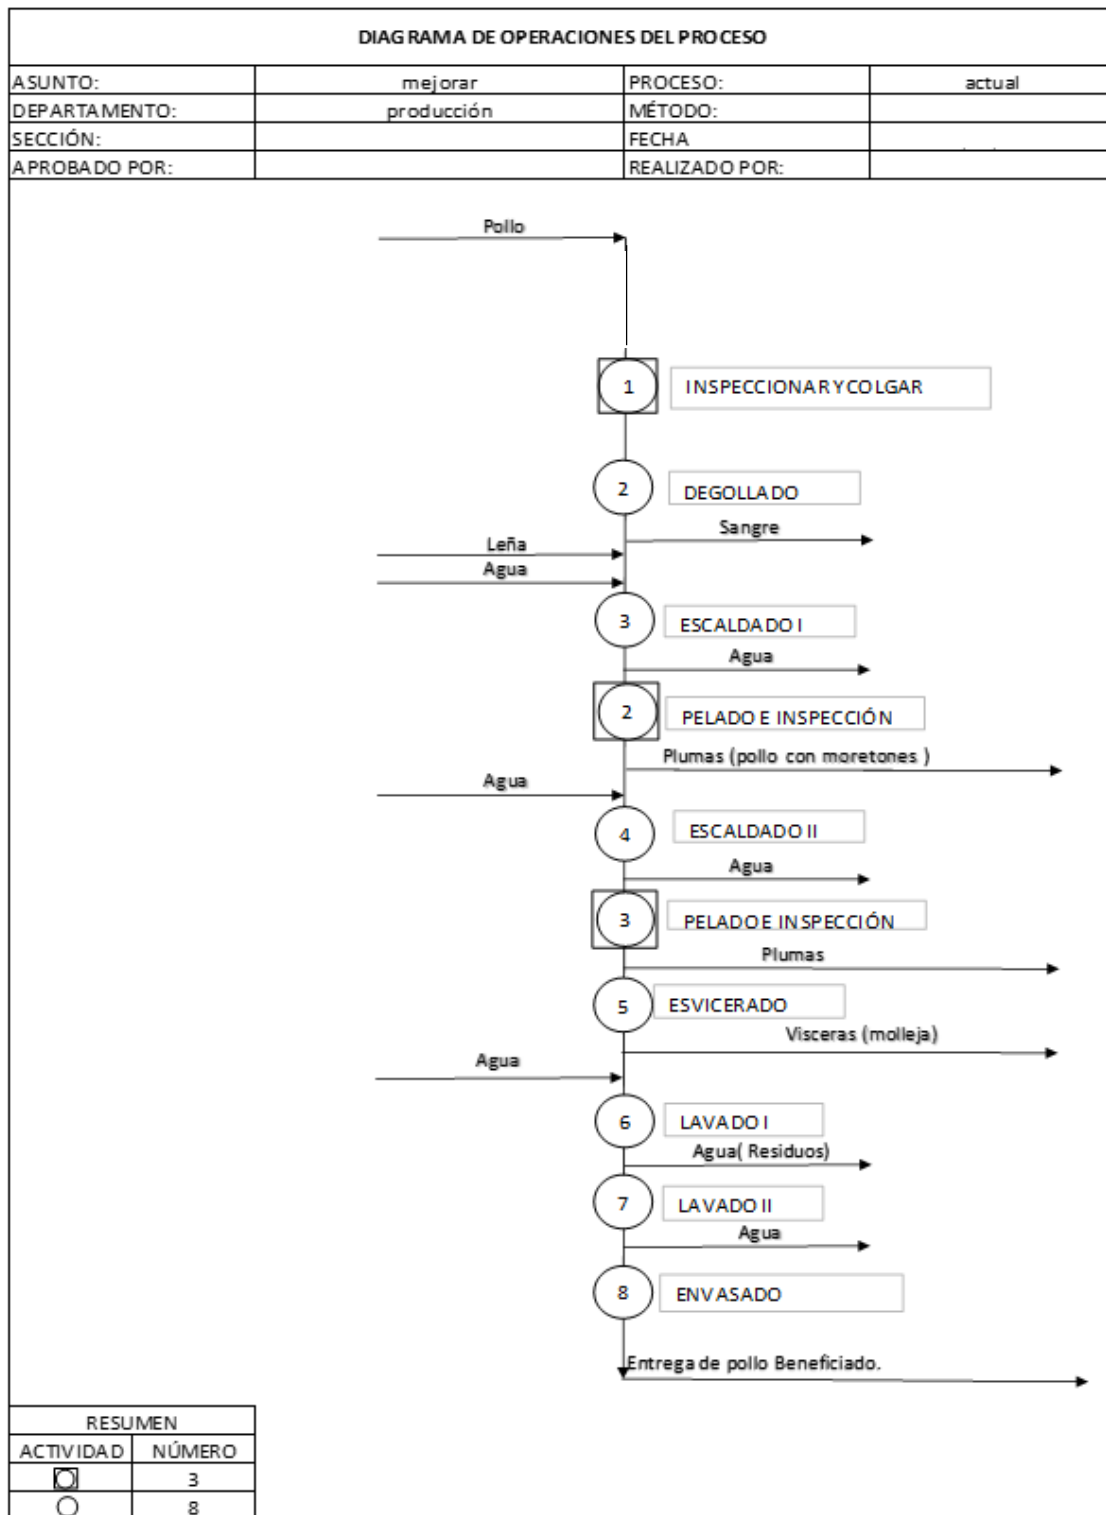 DIAGRAMA DE OPERACIONES DEL PROCESO
ASUNTO: mejorar PROCESO: actual
DEPARTAMENTO: producción MÉTODO:
SECCIÓN: FECHA
APROBADO POR: REALIZADO POR:
Pollo
1 INSPECCIONAR Y COLGAR
2 DEGOLLADO
Sangre
Leña
Agua
3 ESCALDADO I
Agua
2 PELADO E INSPECCIÓN
Plumas (pollo con moretones )
Agua
4 ESCALDADO II
Agua
3 PELADO E INSPECCIÓN
Plumas
5 ESVICERADO
Visceras (molleja)
Agua
6 LAVADO I
Agua( Residuos)
7 LAVADO II
Agua
8 ENVASADO
Entrega de pollo Beneficiado.
RESUMEN
ACTIVIDAD NÚMERO
3
8